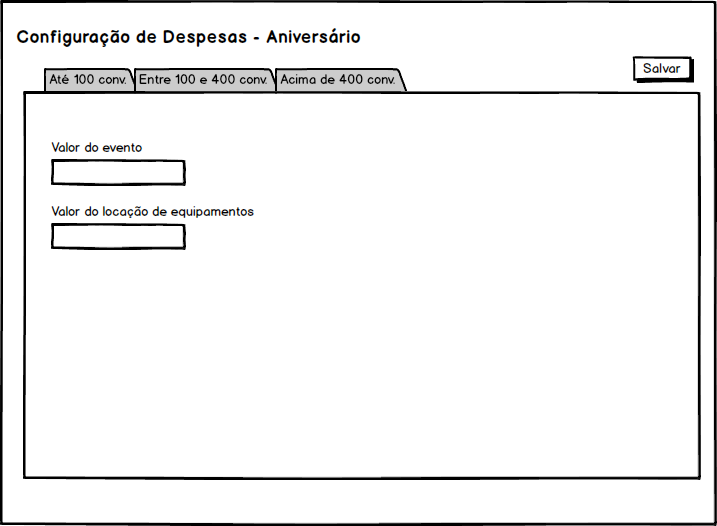 Configuração de Despesas - Aniversário
Salvar
Até 100 conv. Entre 100 e 400 conv. Acima de 400 conv.
Valor do evento
Valor do locação de equipamentos